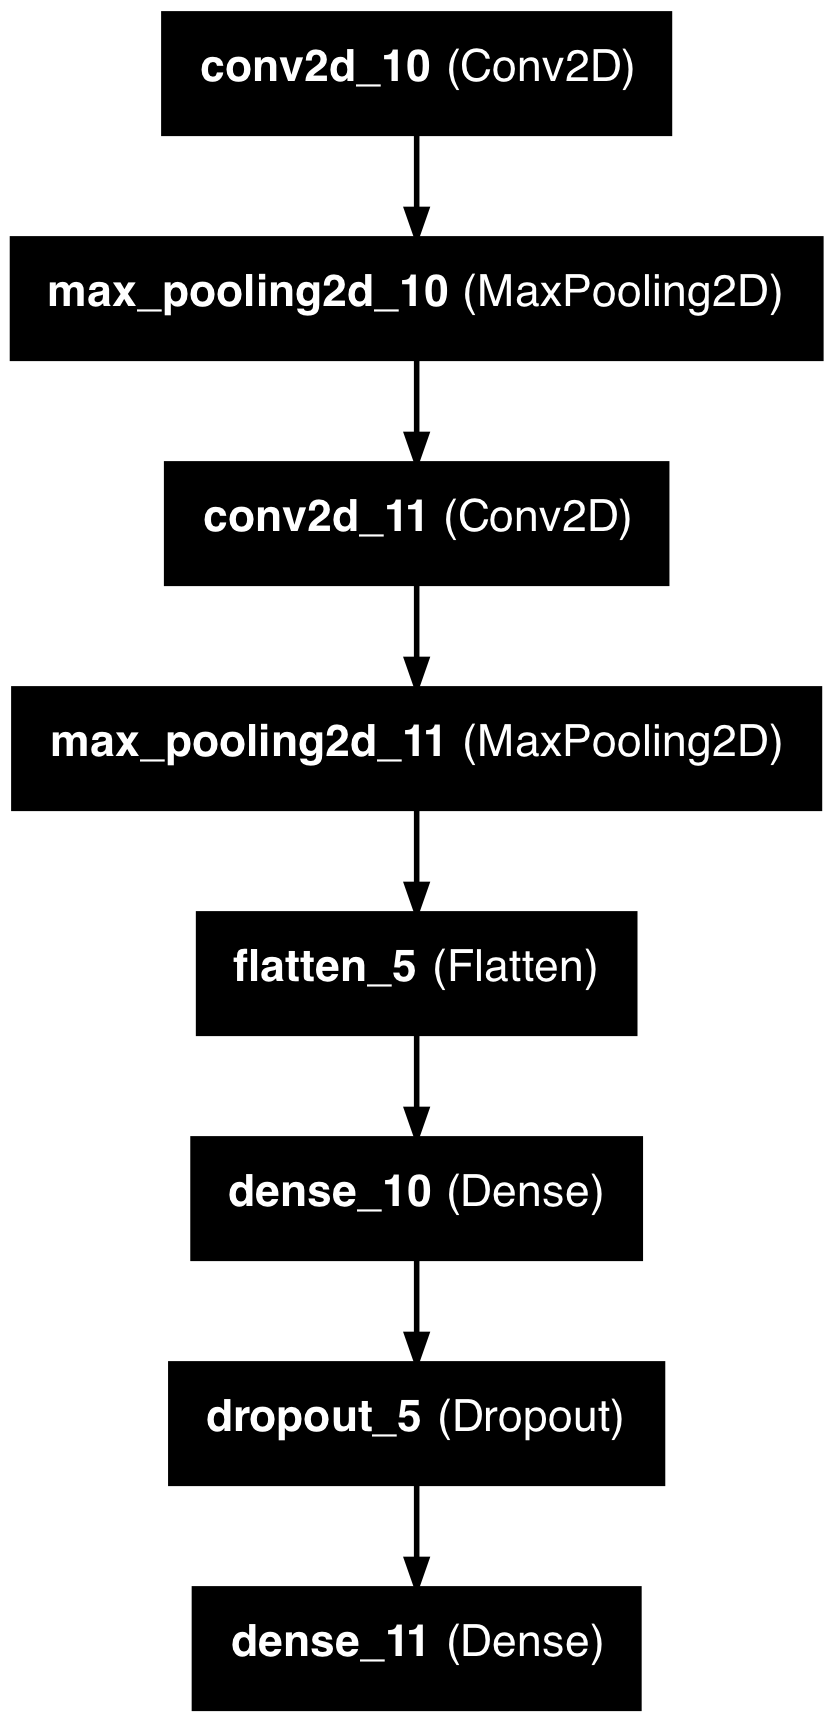 conv2d_10 (Conv2D)
max_pooling2d_10 (MaxPooling2D)
conv2d_11 (Conv2D)
max_pooling2d_11 (MaxPooling2D)
flatten_5 (Flatten)
dense_10 (Dense)
dropout_5 (Dropout)
dense_11 (Dense)